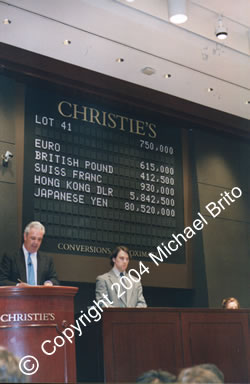 CHRISTIE'S
LOT 41
750,000
EURO 615,000
BRITISH POUND 412,500
SWISS FRANC 930,000
HONG KONG DLR 5,842,500
JAPANESE YEN 80,520,000
CONVERSIONS APPROXIMATE
CHRISTIE'S
Copyright © 2004 Michael Brito